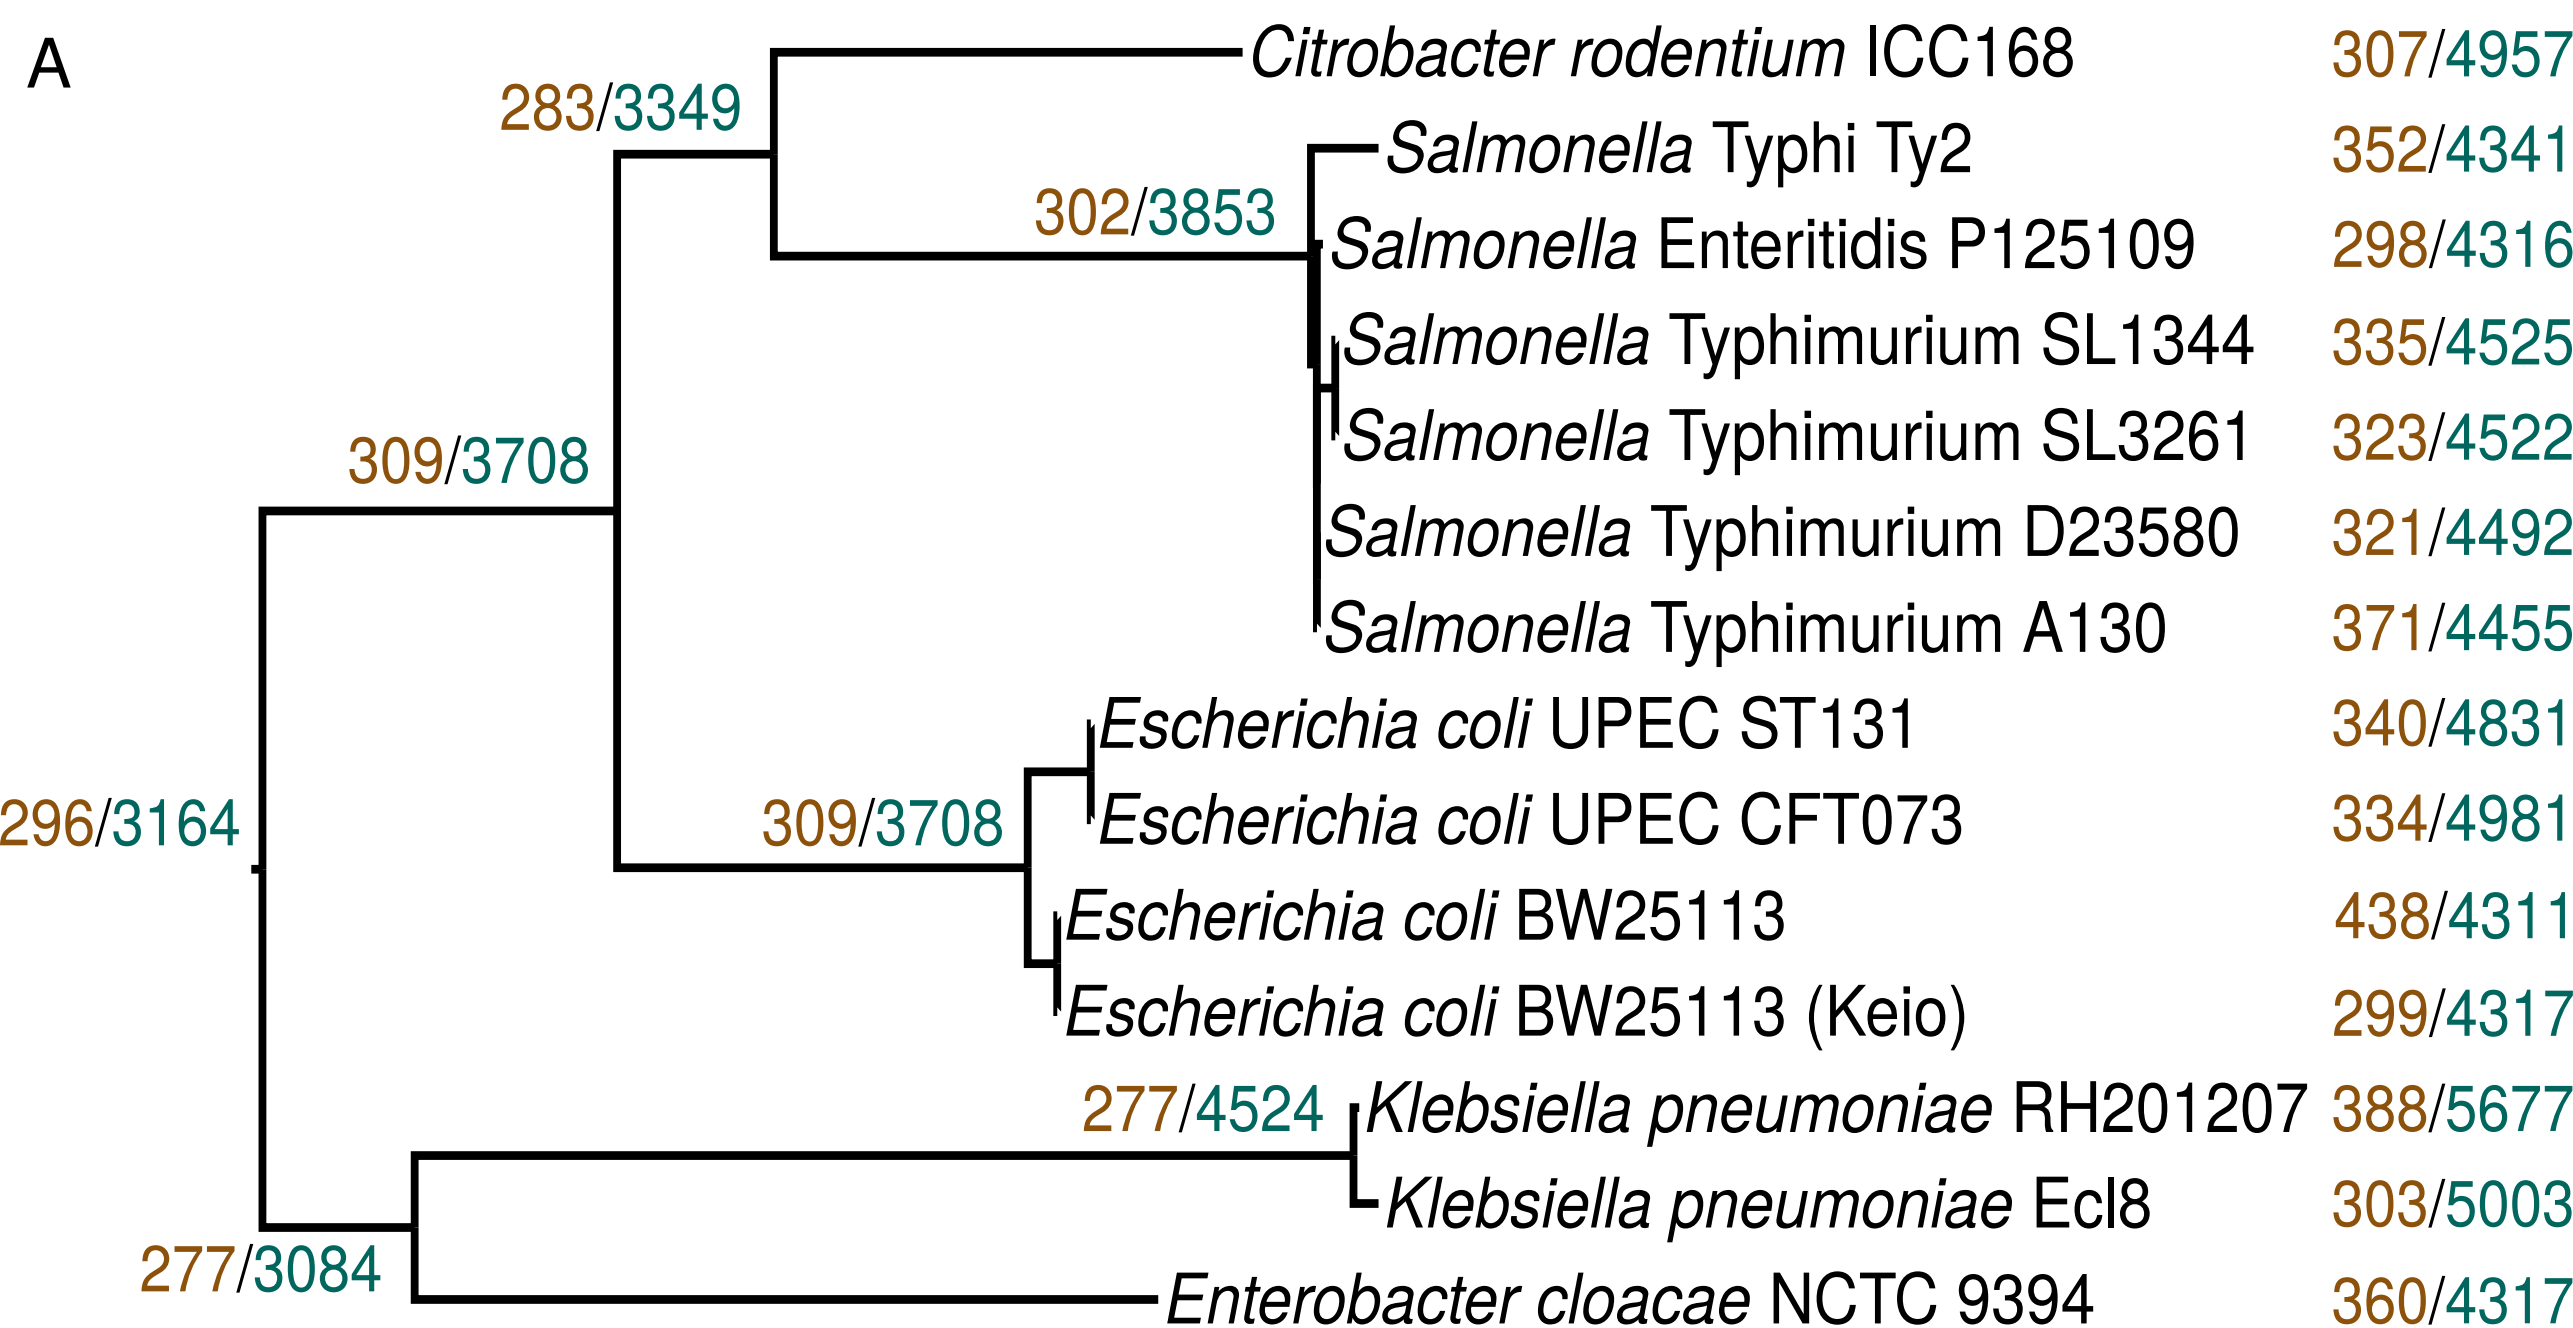 A
Citrobacter rodentium ICC168 307/4957
283/3349
Salmonella Typhi Ty2 352/4341
302/3853
Salmonella Enteritidis P125109 298/4316
Salmonella Typhimurium SL1344 335/4525
Salmonella Typhimurium SL3261 323/4522
309/3708
Salmonella Typhimurium D23580 321/4492
Salmonella Typhimurium A130 371/4455
Escherichia coli UPEC ST131 340/4831
296/3164
309/3708
Escherichia coli UPEC CFT073 334/4981
Escherichia coli BW25113 438/4311
Escherichia coli BW25113 (Keio) 299/4317
277/4524
Klebsiella pneumoniae RH201207 388/5677
Klebsiella pneumoniae Ecl8 303/5003
277/3084
Enterobacter cloacae NCTC 9394 360/4317